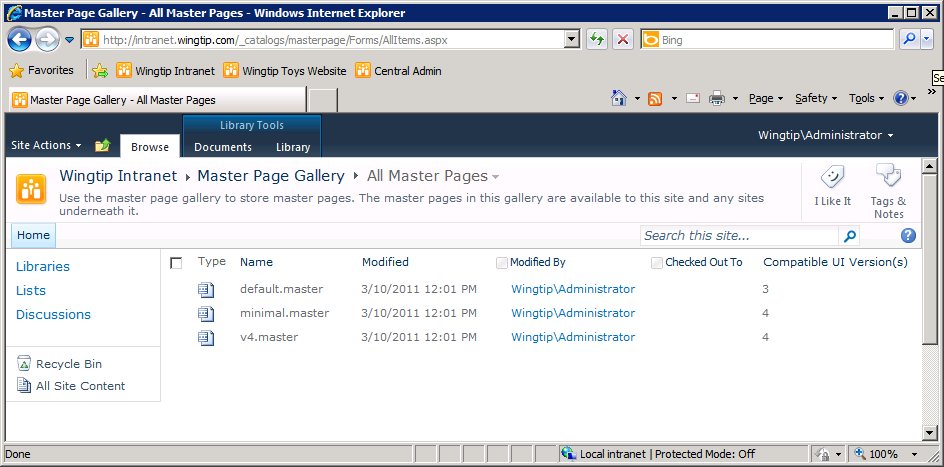 Master Page Gallery - All Master Pages - Windows Internet Explorer
http://intranet.wingtip.com/_catalogs/masterpage/Forms/AllItems.aspx
Bing
Favorites
Wingtip Intranet
Wingtip Toys Website
Central Admin
Se
Master Page Gallery - All Master Pages
Page
Safety
Tools
Library Tools
Site Actions
Browse
Documents
Library
Wingtip\Administrator
Wingtip Intranet
Master Page Gallery
All Master Pages
Use the master page gallery to store master pages. The master pages in this gallery are available to this site and any sites
underneath it.
I Like It
Tags &
Notes
Home
Search this site...
Libraries
Lists
Discussions
Recycle Bin
All Site Content
Type Name Modified Modified By Checked Out To Compatible UI Version(s)
default.master 3/10/2011 12:01 PM Wingtip\Administrator 3
minimal.master 3/10/2011 12:01 PM Wingtip\Administrator 4
v4.master 3/10/2011 12:01 PM Wingtip\Administrator 4
Done
Local intranet | Protected Mode: Off
100%